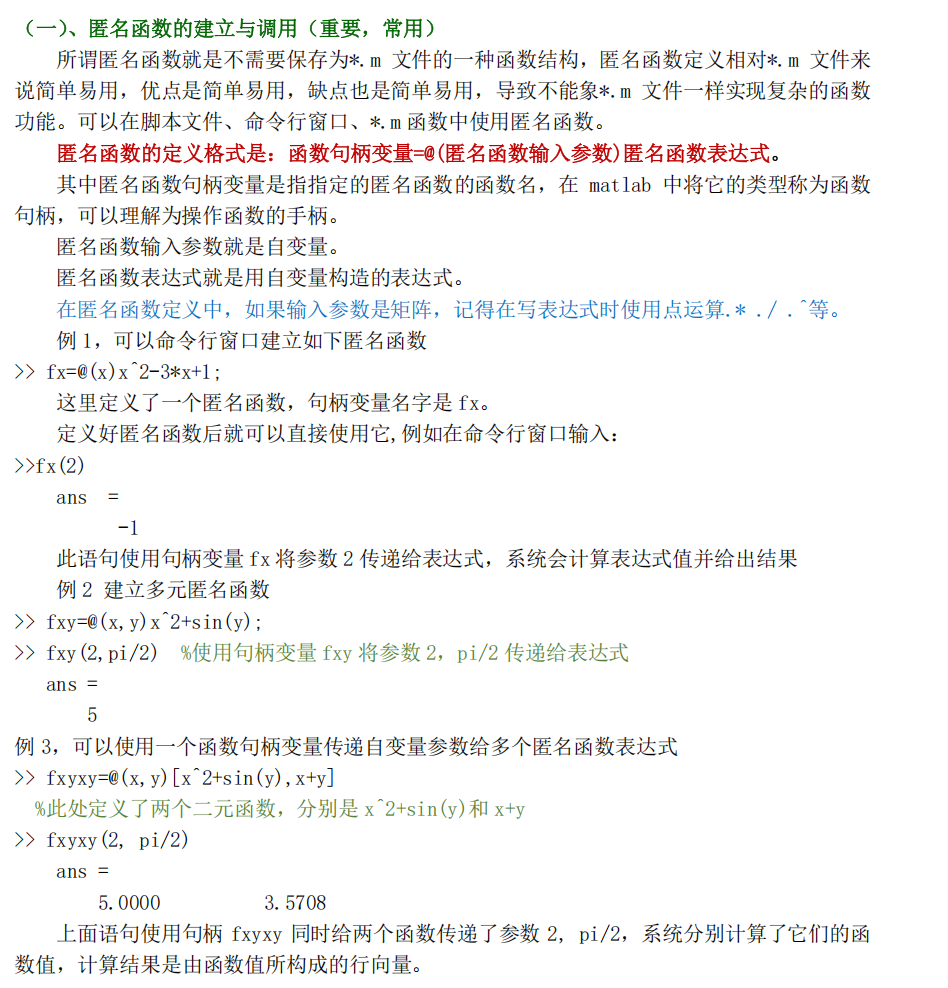 （一）、匿名函数的建立与调用（重要，常用）
所谓匿名函数就是不需要保存为*.m 文件的一种函数结构，匿名函数定义相对*.m 文件来
说简单易用，优点是简单易用，缺点也是简单易用，导致不能象*.m 文件一样实现复杂的函数
功能。可以在脚本文件、命令行窗口、*.m函数中使用匿名函数。
匿名函数的定义格式是：函数句柄变量=@(匿名函数输入参数)匿名函数表达式。
其中匿名函数句柄变量是指指定的匿名函数的函数名，在 matlab 中将它的类型称为函数
句柄，可以理解为操作函数的手柄。
匿名函数输入参数就是自变量。
匿名函数表达式就是用自变量构造的表达式。
在匿名函数定义中，如果输入参数是矩阵，记得在写表达式时使用点运算.* ./ .^等。
例1，可以命令行窗口建立如下匿名函数
>> fx=@(x)x^2-3*x+1;
这里定义了一个匿名函数，句柄变量名字是fx。
定义好匿名函数后就可以直接使用它,例如在命令行窗口输入：
>>fx(2)
ans =
-1
此语句使用句柄变量fx将参数2传递给表达式，系统会计算表达式值并给出结果
例2 建立多元匿名函数
>> fxy=@(x,y)x^2+sin(y);
>> fxy(2,pi/2) %使用句柄变量fxy将参数2，pi/2传递给表达式
ans =
5
例3，可以使用一个函数句柄变量传递自变量参数给多个匿名函数表达式
>> fxyxy=@(x,y)[x^2+sin(y),x+y]
%此处定义了两个二元函数，分别是x^2+sin(y)和x+y
>> fxyxy(2, pi/2)
ans =
5.0000 3.5708
上面语句使用句柄 fxyxy 同时给两个函数传递了参数 2, pi/2，系统分别计算了它们的函
数值，计算结果是由函数值所构成的行向量。